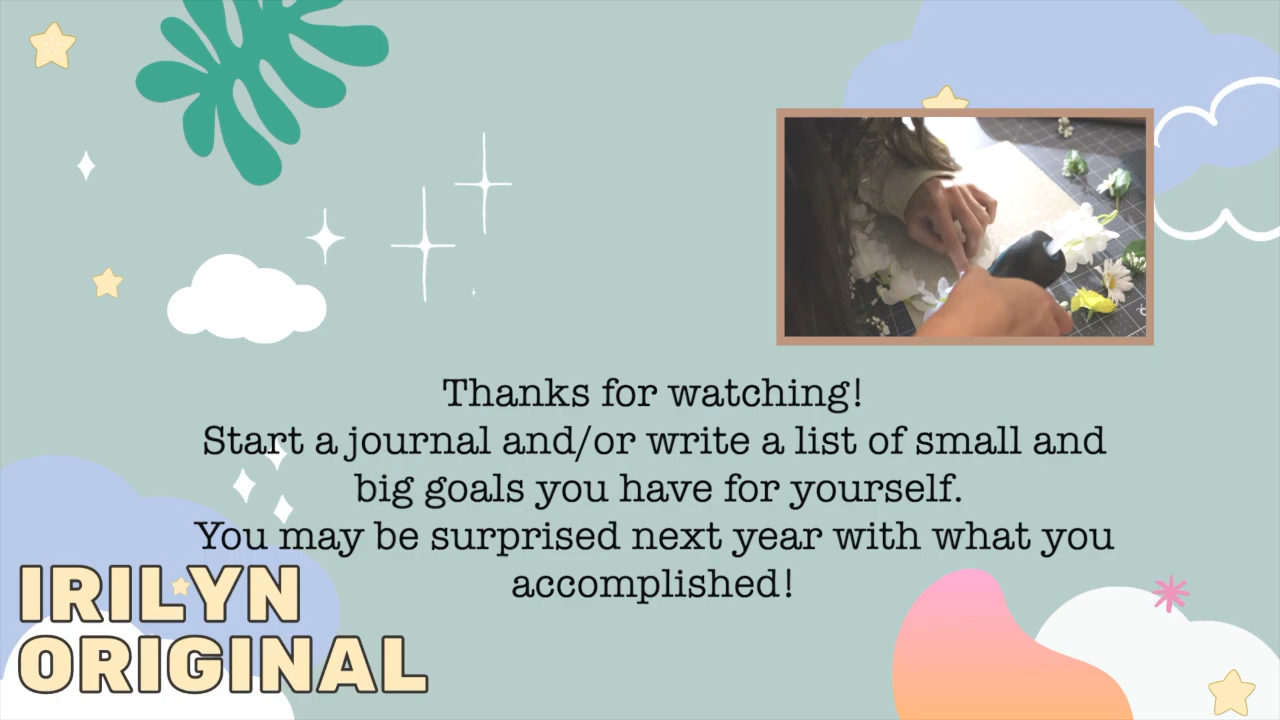 Thanks for watching!
Start a journal and/or write a list of small and
big goals you have for yourself.
You may be surprised next year with what you
accomplished!
IRILYN
ORIGINAL